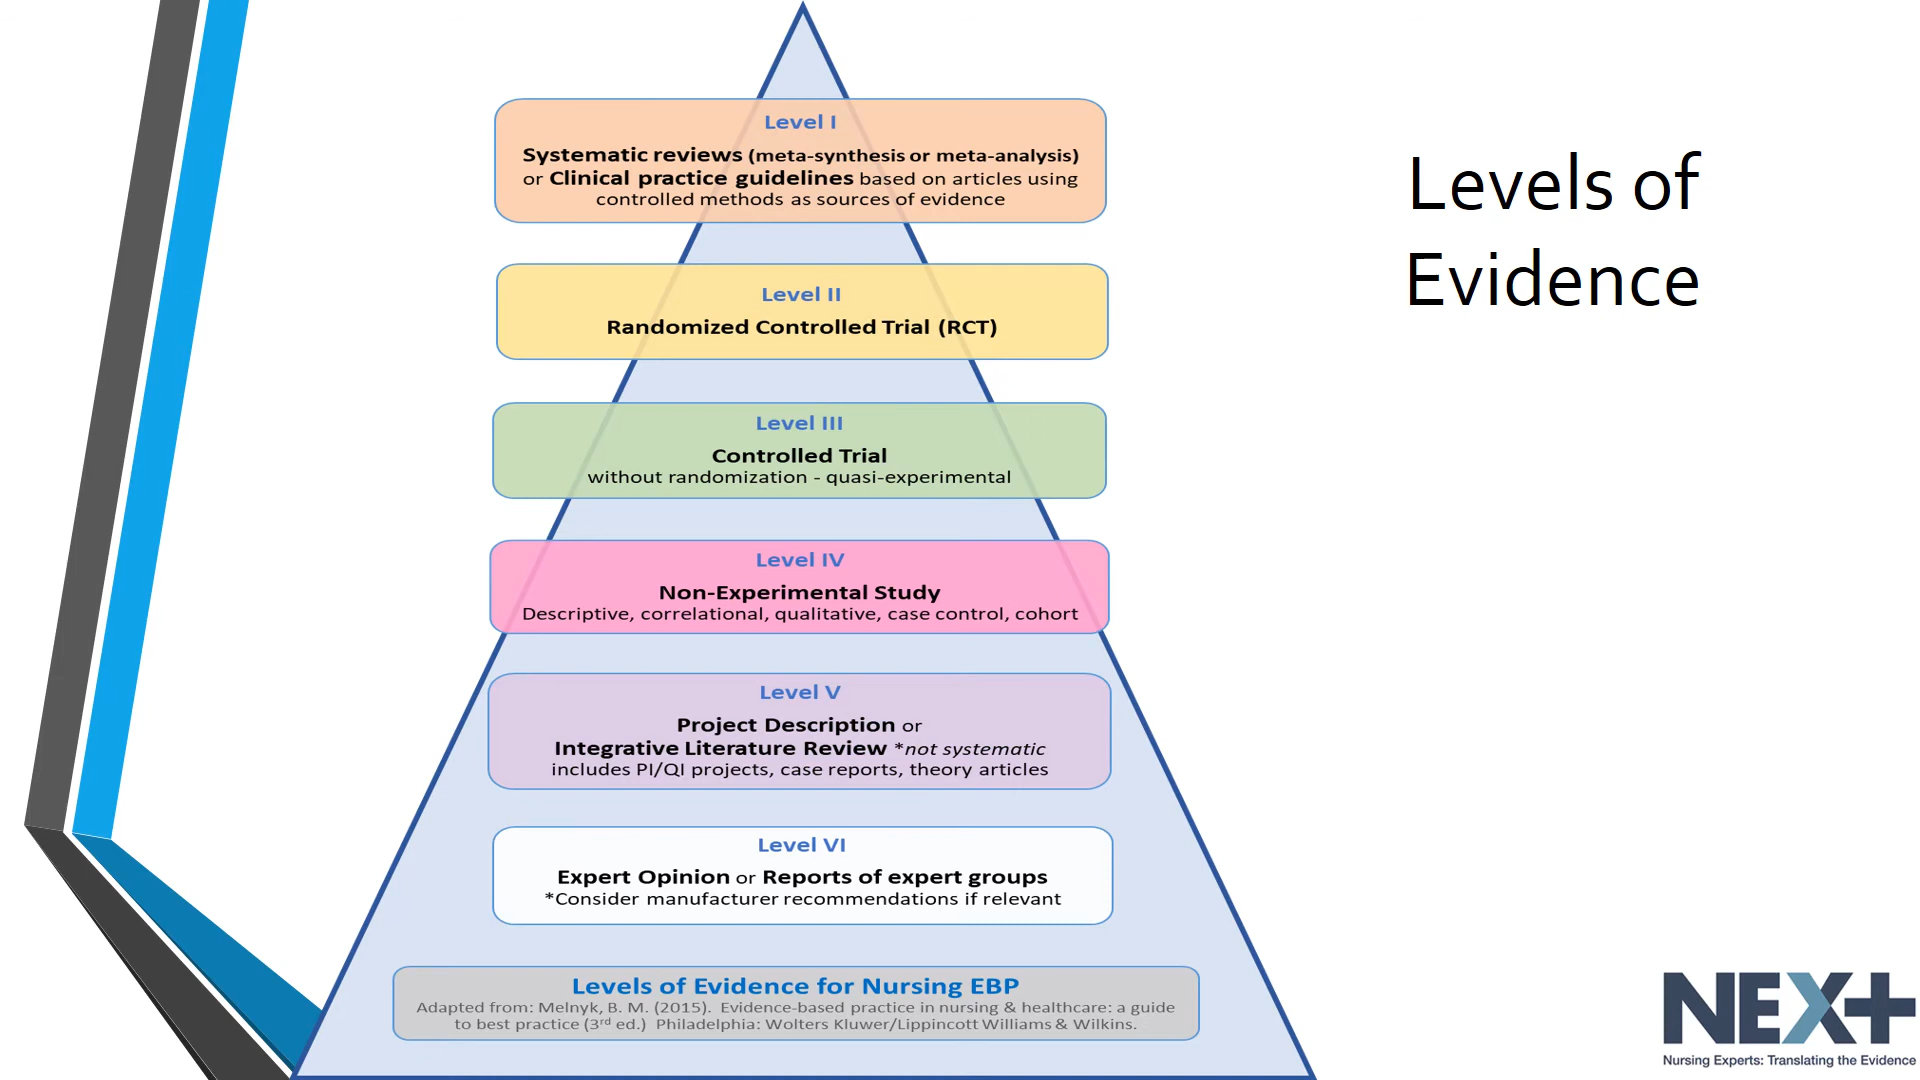 Levels of
Evidence
Level I
Systematic reviews (meta-synthesis or meta-analysis)
or Clinical practice guidelines based on articles using
controlled methods as sources of evidence
Level II
Randomized Controlled Trial (RCT)
Level III
Controlled Trial
without randomization - quasi-experimental
Level IV
Non-Experimental Study
Descriptive, correlational, qualitative, case control, cohort
Level V
Project Description or
Integrative Literature Review *not systematic
includes PI/QI projects, case reports, theory articles
Level VI
Expert Opinion or Reports of expert groups
*Consider manufacturer recommendations if relevant
Levels of Evidence for Nursing EBP
Adapted from: Melnyk, B. M. (2015). Evidence-based practice in nursing & healthcare: a guide
to best practice (3rd ed.) Philadelphia: Wolters Kluwer/Lippincott Williams & Wilkins.
NEX+
Nursing Experts: Translating the Evidence